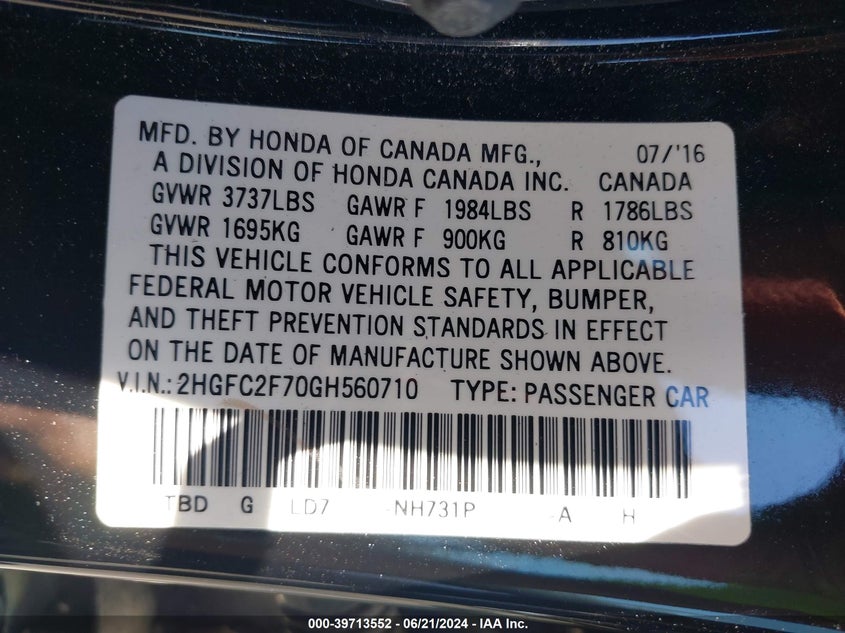 MFD. BY HONDA OF CANADA MFG., 07/'16
A DIVISION OF HONDA CANADA INC. CANADA
GVWR 3737LBS GAWR F 1984LBS R 1786LBS
GVWR 1695KG GAWR F 900KG R 810KG
THIS VEHICLE CONFORMS TO ALL APPLICABLE
FEDERAL MOTOR VEHICLE SAFETY, BUMPER,
AND THEFT PREVENTION STANDARDS IN EFFECT
ON THE DATE OF MANUFACTURE SHOWN ABOVE.
V.I.N.: 2HGFC2F70GH560710 TYPE: PASSENGER CAR
TBD G - LD7 -NH731P -A H
000-39713552 - 06/21/2024 - IAA Inc.